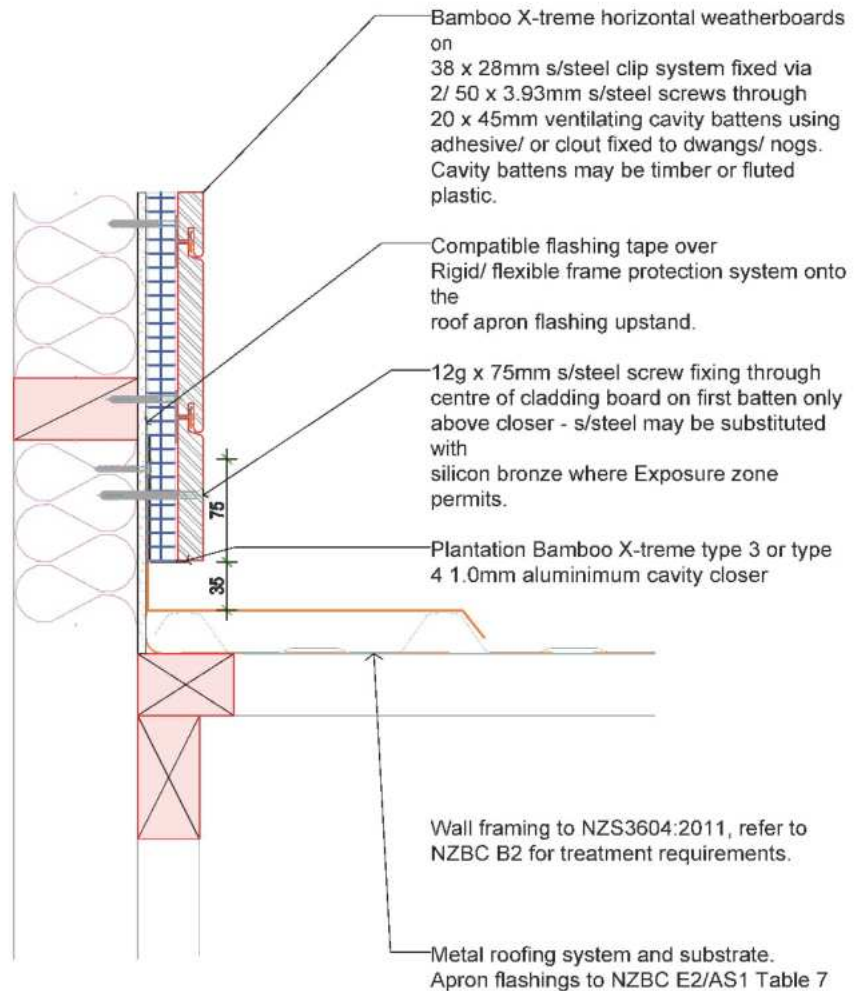 Bamboo X-treme horizontal weatherboards
on
38 x 28mm s/steel clip system fixed via
2/ 50 x 3.93mm s/steel screws through
20 x 45mm ventilating cavity battens using
adhesive/ or clout fixed to dwangs/ nogs.
Cavity battens may be timber or fluted
plastic.
Compatible flashing tape over
Rigid/ flexible frame protection system onto
the
roof apron flashing upstand.
12g x 75mm s/steel screw fixing through
centre of cladding board on first batten only
above closer - s/steel may be substituted
with
silicon bronze where Exposure zone
permits.
75
Plantation Bamboo X-treme type 3 or type
4 1.0mm aluminimum cavity closer
35
Wall framing to NZS3604:2011, refer to
NZBC B2 for treatment requirements.
Metal roofing system and substrate.
Apron flashings to NZBC E2/AS1 Table 7